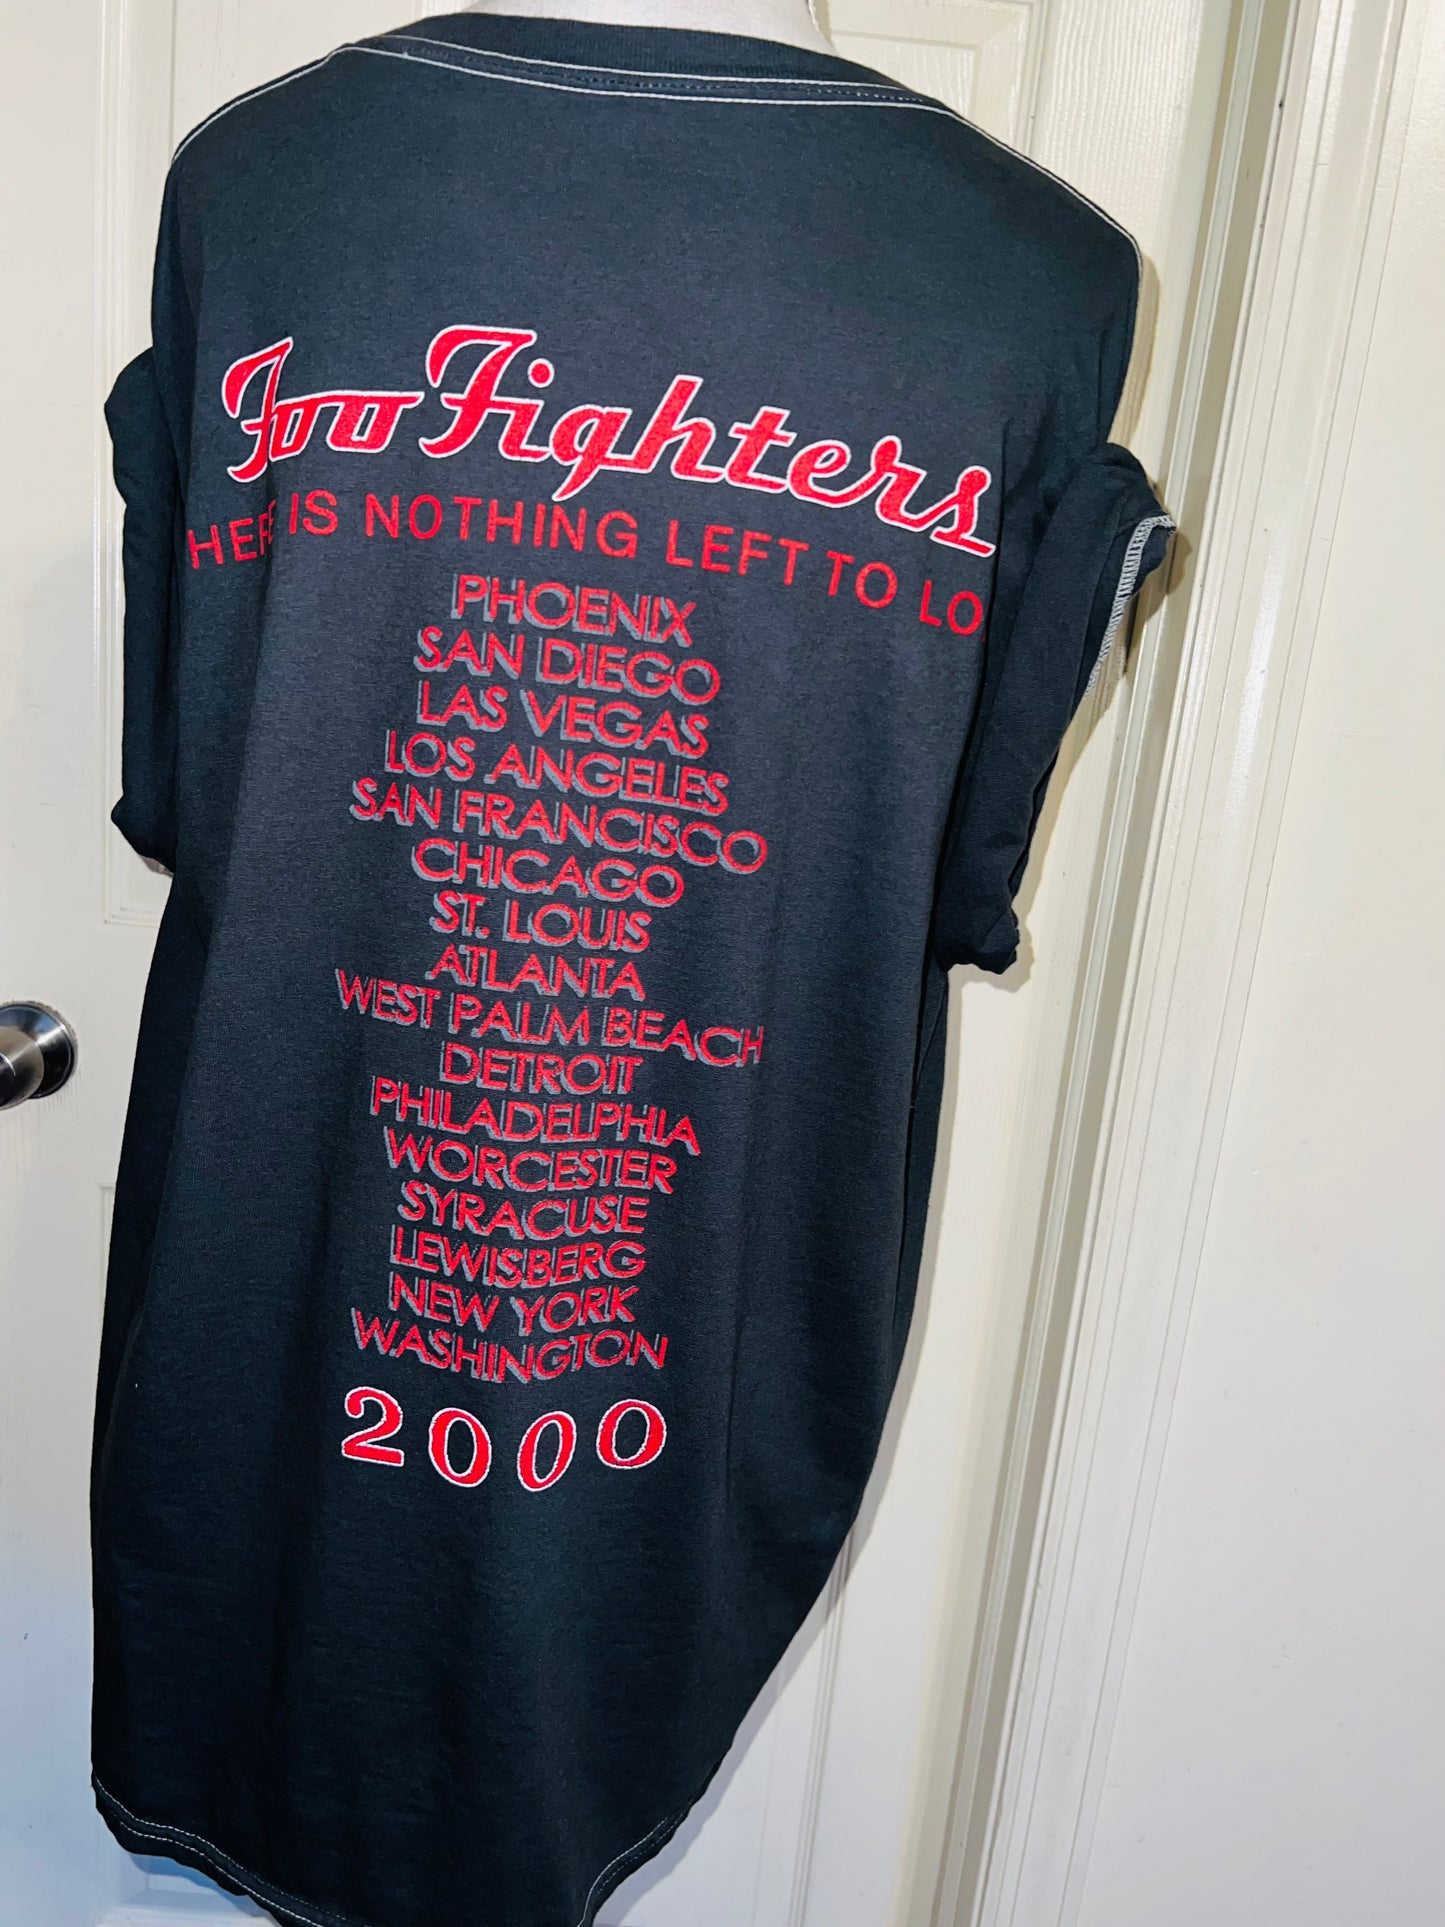 Foo Fighters
HERE IS NOTHING LEFT TO LO
PHOENIX
SAN DIEGO
LAS VEGAS
LOS ANGELES
SAN FRANCISCO
CHICAGO
ST. LOUIS
ATLANTA
WEST PALM BEACH
DETROIT
PHILADELPHIA
WORCESTER
SYRACUSE
LEWISBERG
NEW YORK
WASHINGTON
2000